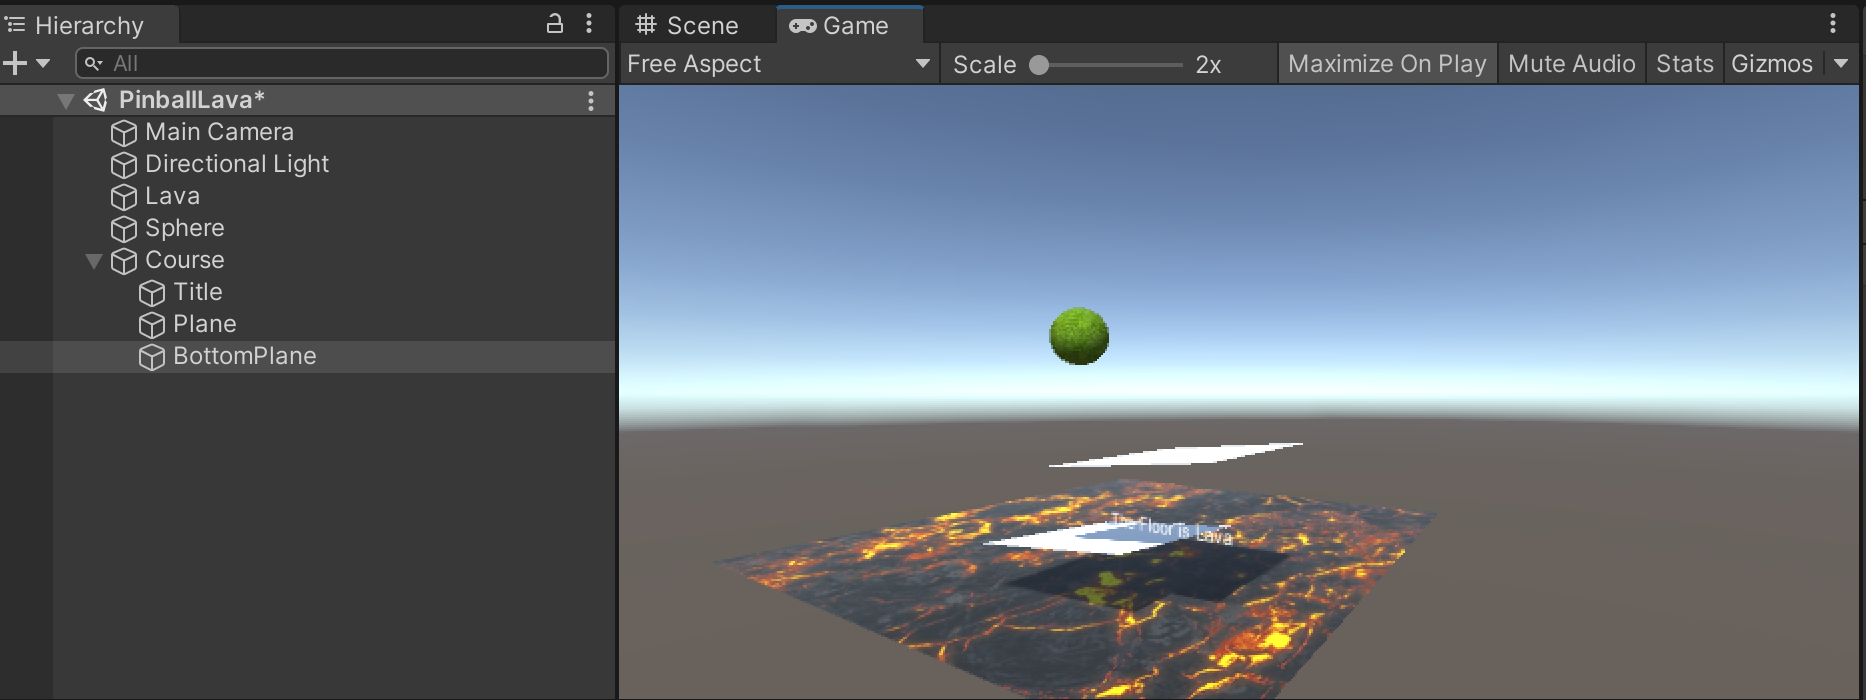 Hierarchy
All
PinballLava*
Main Camera
Directional Light
Lava
Sphere
Course
Title
Plane
BottomPlane
Scene Game
Free Aspect Scale 2x Maximize On Play Mute Audio Stats Gizmos
The Floor is Lava